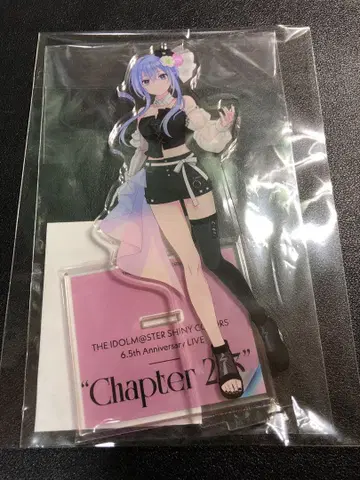 THE IDOLM@STER SHINY COLORS
6.5th Anniversary LIVE
“Chapter 2